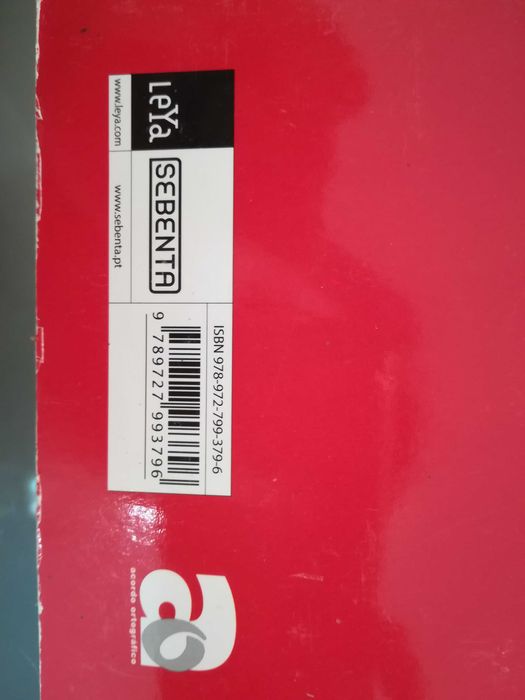 LeYa
www.leya.com
SEBENTA
www.sebenta.pt
ISBN 978-972-799-379-6
9 789727 993796
ao
acordo ortográfico